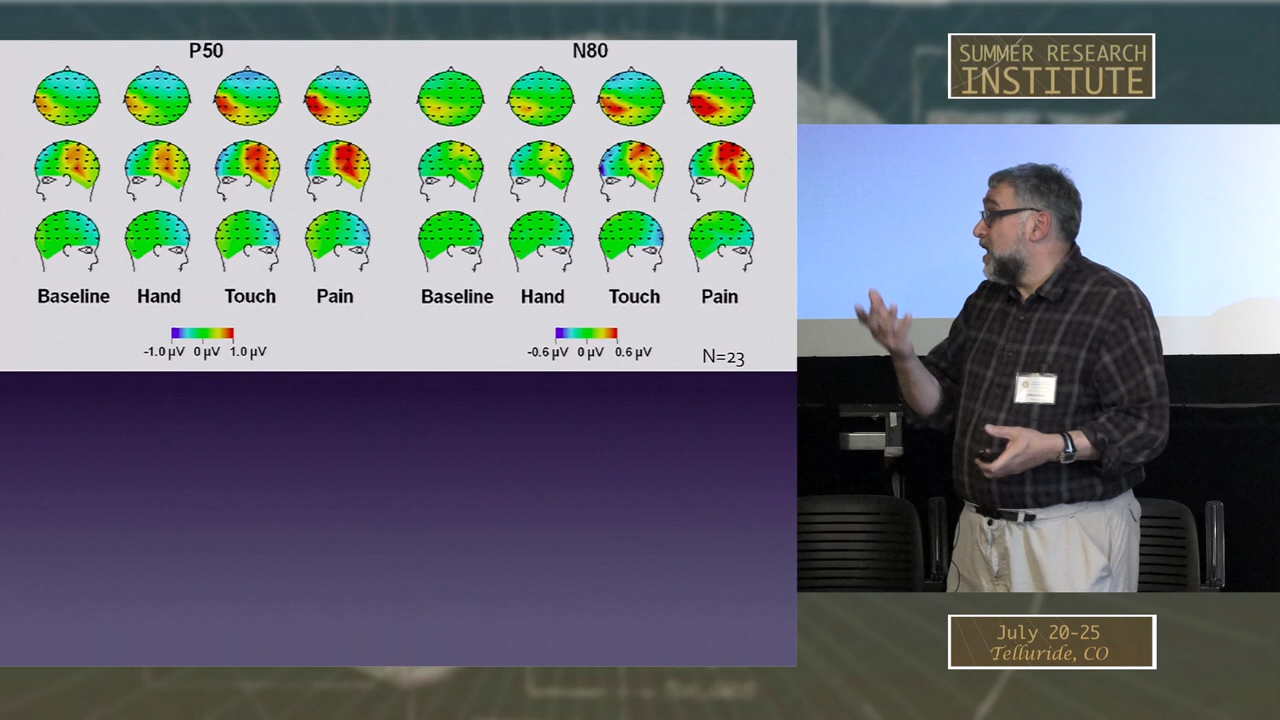 P50
N80
Baseline Hand Touch Pain
Baseline Hand Touch Pain
-1.0 µV 0 µV 1.0 µV
-0.6 µV 0 µV 0.6 µV
N=23
SUMMER RESEARCH
INSTITUTE
July 20-25
Telluride, CO